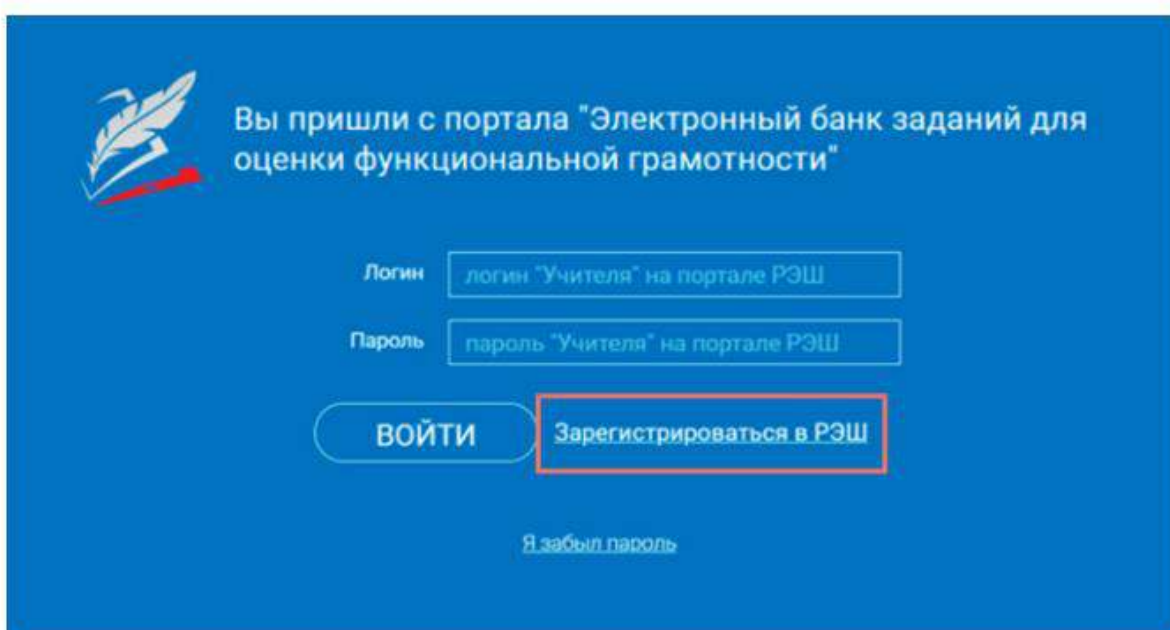 Вы пришли с портала "Электронный банк заданий для
оценки функциональной грамотности"
Логин
логин "Учителя" на портале РЭШ
Пароль
пароль "Учителя" на портале РЭШ
ВОЙТИ
Зарегистрироваться в РЭШ
Я забыл пароль